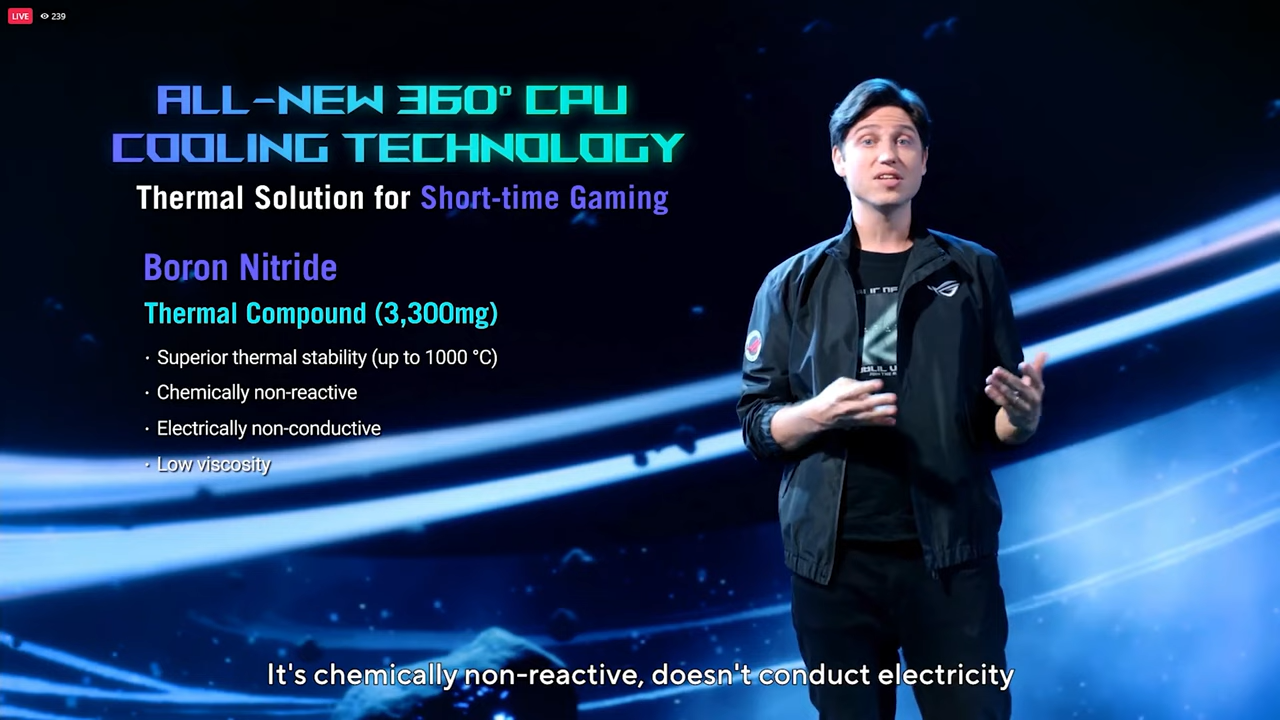 LIVE 239
ALL-NEW 360° CPU
COOLING TECHNOLOGY
Thermal Solution for Short-time Gaming
Boron Nitride
Thermal Compound (3,300mg)
· Superior thermal stability (up to 1000 °C)
· Chemically non-reactive
· Electrically non-conductive
· Low viscosity
It's chemically non-reactive, doesn't conduct electricity